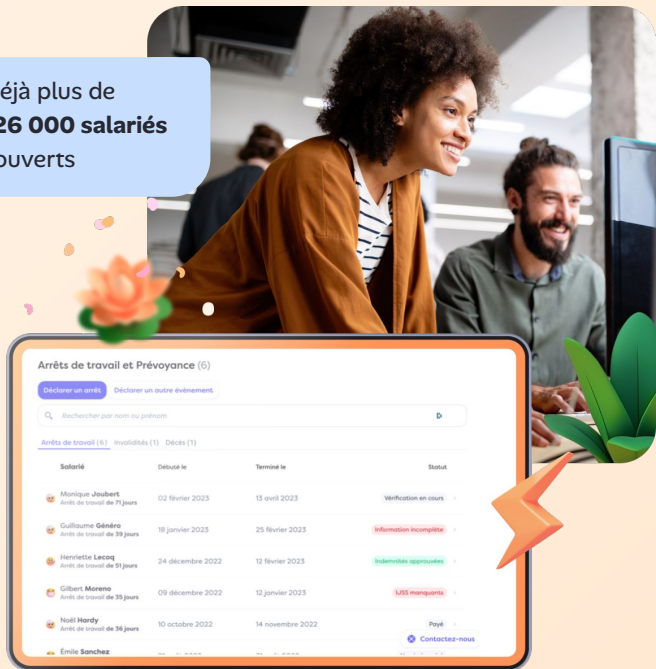 éjà plus de
26 000 salariés
ouverts
Arrêts de travail et Prévoyance (6)
Déclarer un arrêt Déclarer un autre évènement
Rechercher par nom ou prénom
Arrêts de travail (6) Invalidités (1) Décès (1)
Salarié Débuté le Terminé le Statut
Monique Joubert
Arrêt de travail de 71 jours
02 février 2023 13 avril 2023 Vérification en cours
Guillaume Généro
Arrêt de travail de 39 jours
18 janvier 2023 25 février 2023 Information incomplète
Henriette Lecoq
Arrêt de travail de 51 jours
24 décembre 2022 12 février 2023 Indemnités approuvées
Gilbert Moreno
Arrêt de travail de 35 jours
09 décembre 2022 12 janvier 2023 IJSS manquants
Noël Hardy
Arrêt de travail de 36 jours
10 octobre 2022 14 novembre 2022 Payé
Contactez-nous
Émile Sanchez